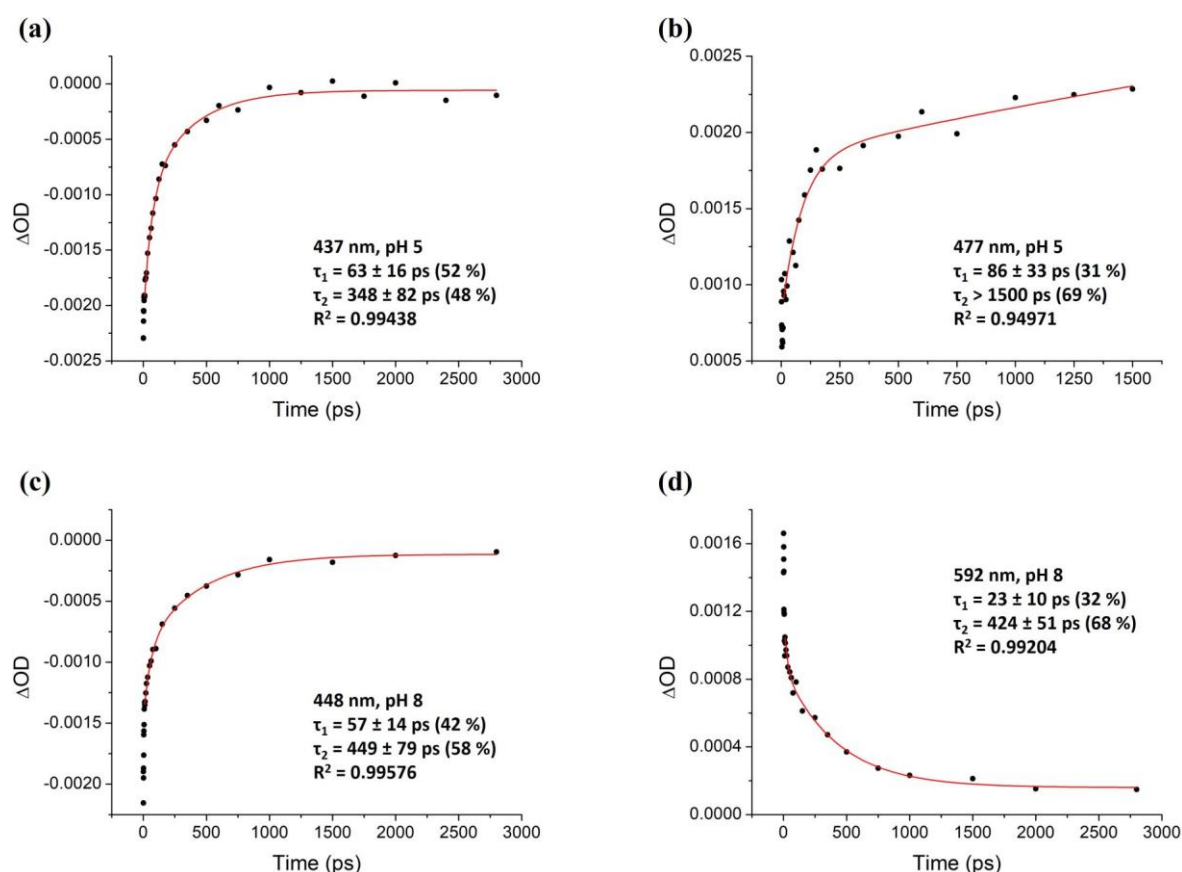 (a)
0.0000
-0.0005
-0.0010
-0.0015
-0.0020
-0.0025
ΔOD
437 nm, pH 5
τ1 = 63 ± 16 ps (52 %)
τ2 = 348 ± 82 ps (48 %)
R² = 0.99438
0 500 1000 1500 2000 2500 3000
Time (ps)
(b)
0.0025
0.0020
0.0015
0.0010
0.0005
ΔOD
477 nm, pH 5
τ1 = 86 ± 33 ps (31 %)
τ2 > 1500 ps (69 %)
R² = 0.94971
0 250 500 750 1000 1250 1500
Time (ps)
(c)
0.0000
-0.0005
-0.0010
-0.0015
-0.0020
ΔOD
448 nm, pH 8
τ1 = 57 ± 14 ps (42 %)
τ2 = 449 ± 79 ps (58 %)
R² = 0.99576
0 500 1000 1500 2000 2500 3000
Time (ps)
(d)
0.0016
0.0012
0.0008
0.0004
0.0000
ΔOD
592 nm, pH 8
τ1 = 23 ± 10 ps (32 %)
τ2 = 424 ± 51 ps (68 %)
R² = 0.99204
0 500 1000 1500 2000 2500 3000
Time (ps)